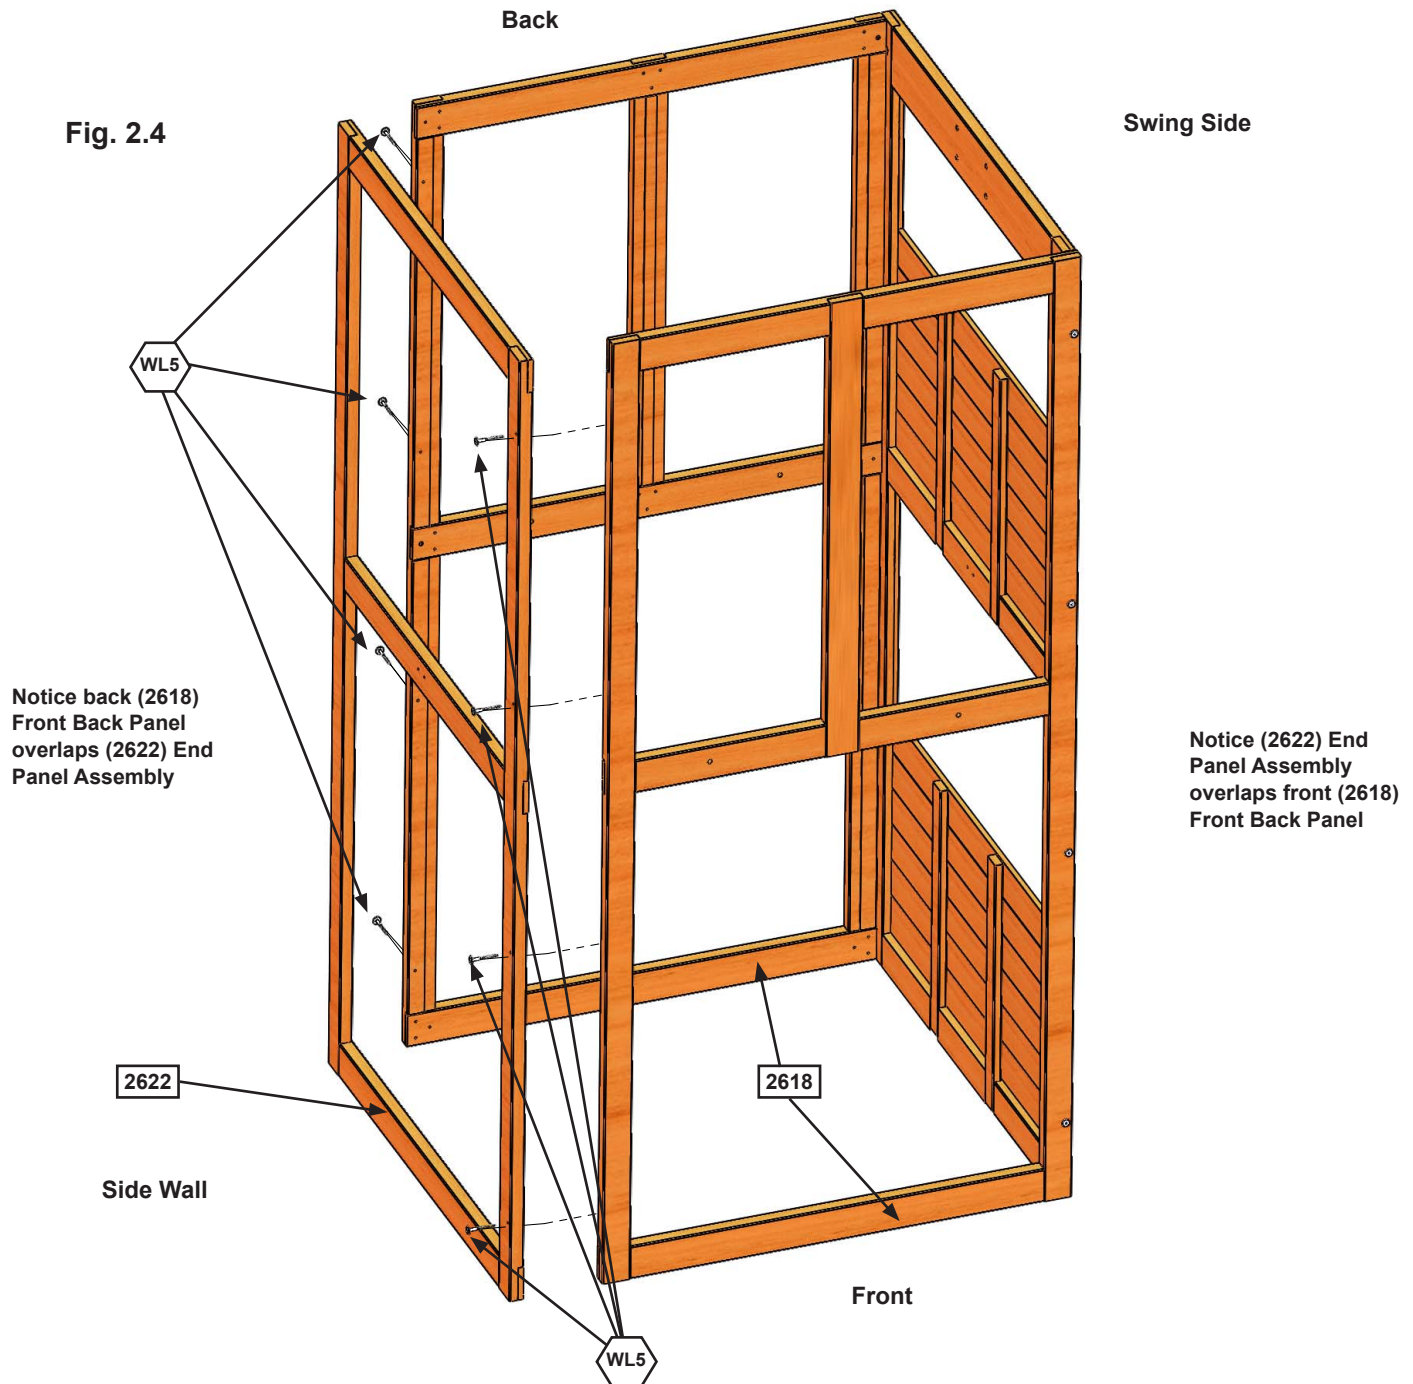 Back
Fig. 2.4
Swing Side
WL5
Notice back (2618)
Front Back Panel
overlaps (2622) End
Panel Assembly
Notice (2622) End
Panel Assembly
overlaps front (2618)
Front Back Panel
2622
2618
Side Wall
Front
WL5